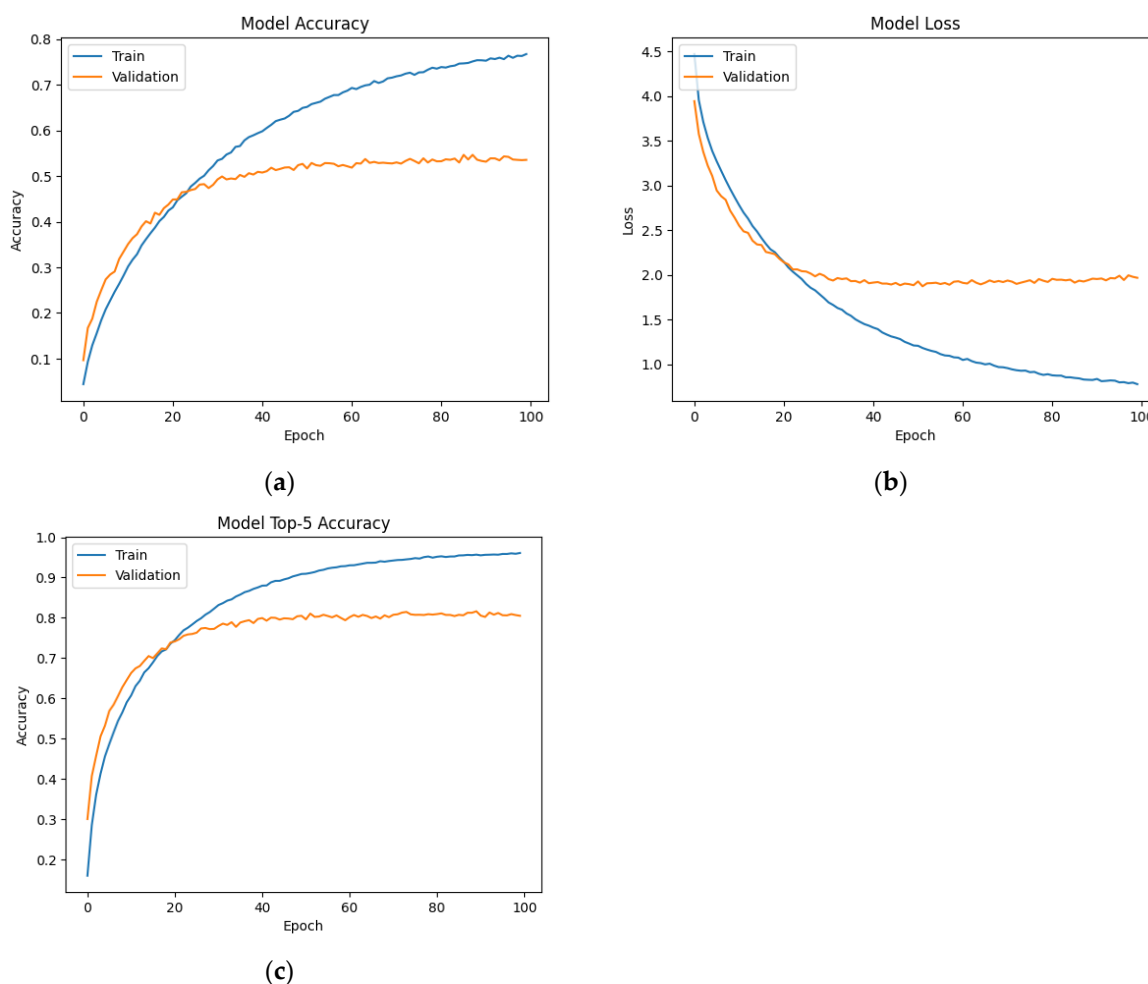 Model Accuracy
Train
Validation
Accuracy
0.8
0.7
0.6
0.5
0.4
0.3
0.2
0.1
0 20 40 60 80 100
Epoch
(a)
Model Loss
Train
Validation
Loss
4.5
4.0
3.5
3.0
2.5
2.0
1.5
1.0
0 20 40 60 80 100
Epoch
(b)
Model Top-5 Accuracy
Train
Validation
Accuracy
1.0
0.9
0.8
0.7
0.6
0.5
0.4
0.3
0.2
0 20 40 60 80 100
Epoch
(c)